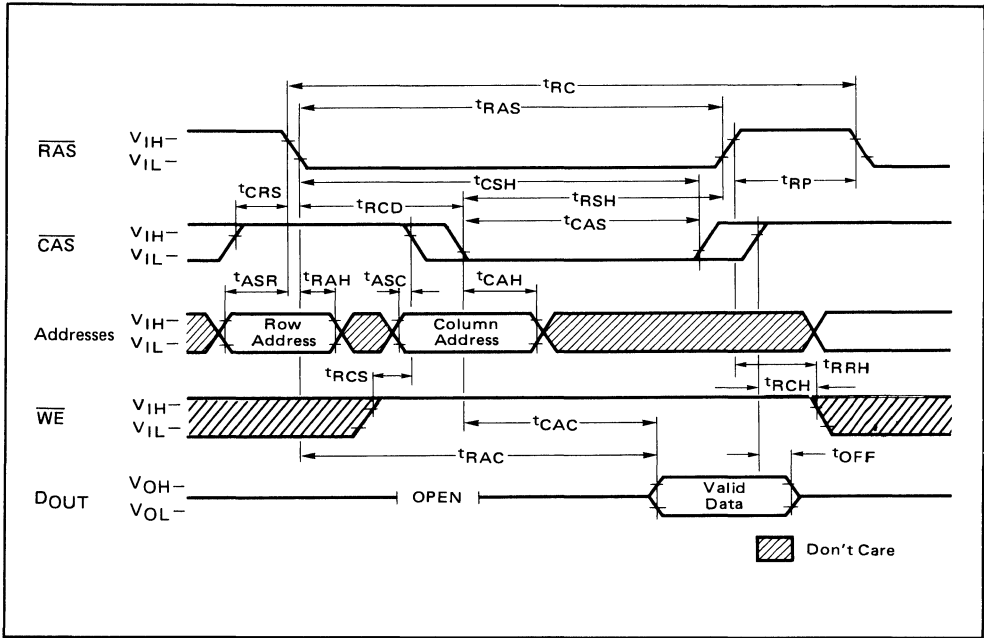 tRC
tRAS
RAS
VIH–
VIL–
tCSH
tRP
tCRS
tRSH
tRCD
tCAS
CAS
VIH–
VIL–
tASR
tRAH
tASC
tCAH
Addresses
VIH–
VIL–
Row
Address
Column
Address
tRRH
tRCS
tRCH
WE
VIH–
VIL–
tCAC
tRAC
tOFF
DOUT
VOH–
VOL–
OPEN
Valid
Data
Don't Care